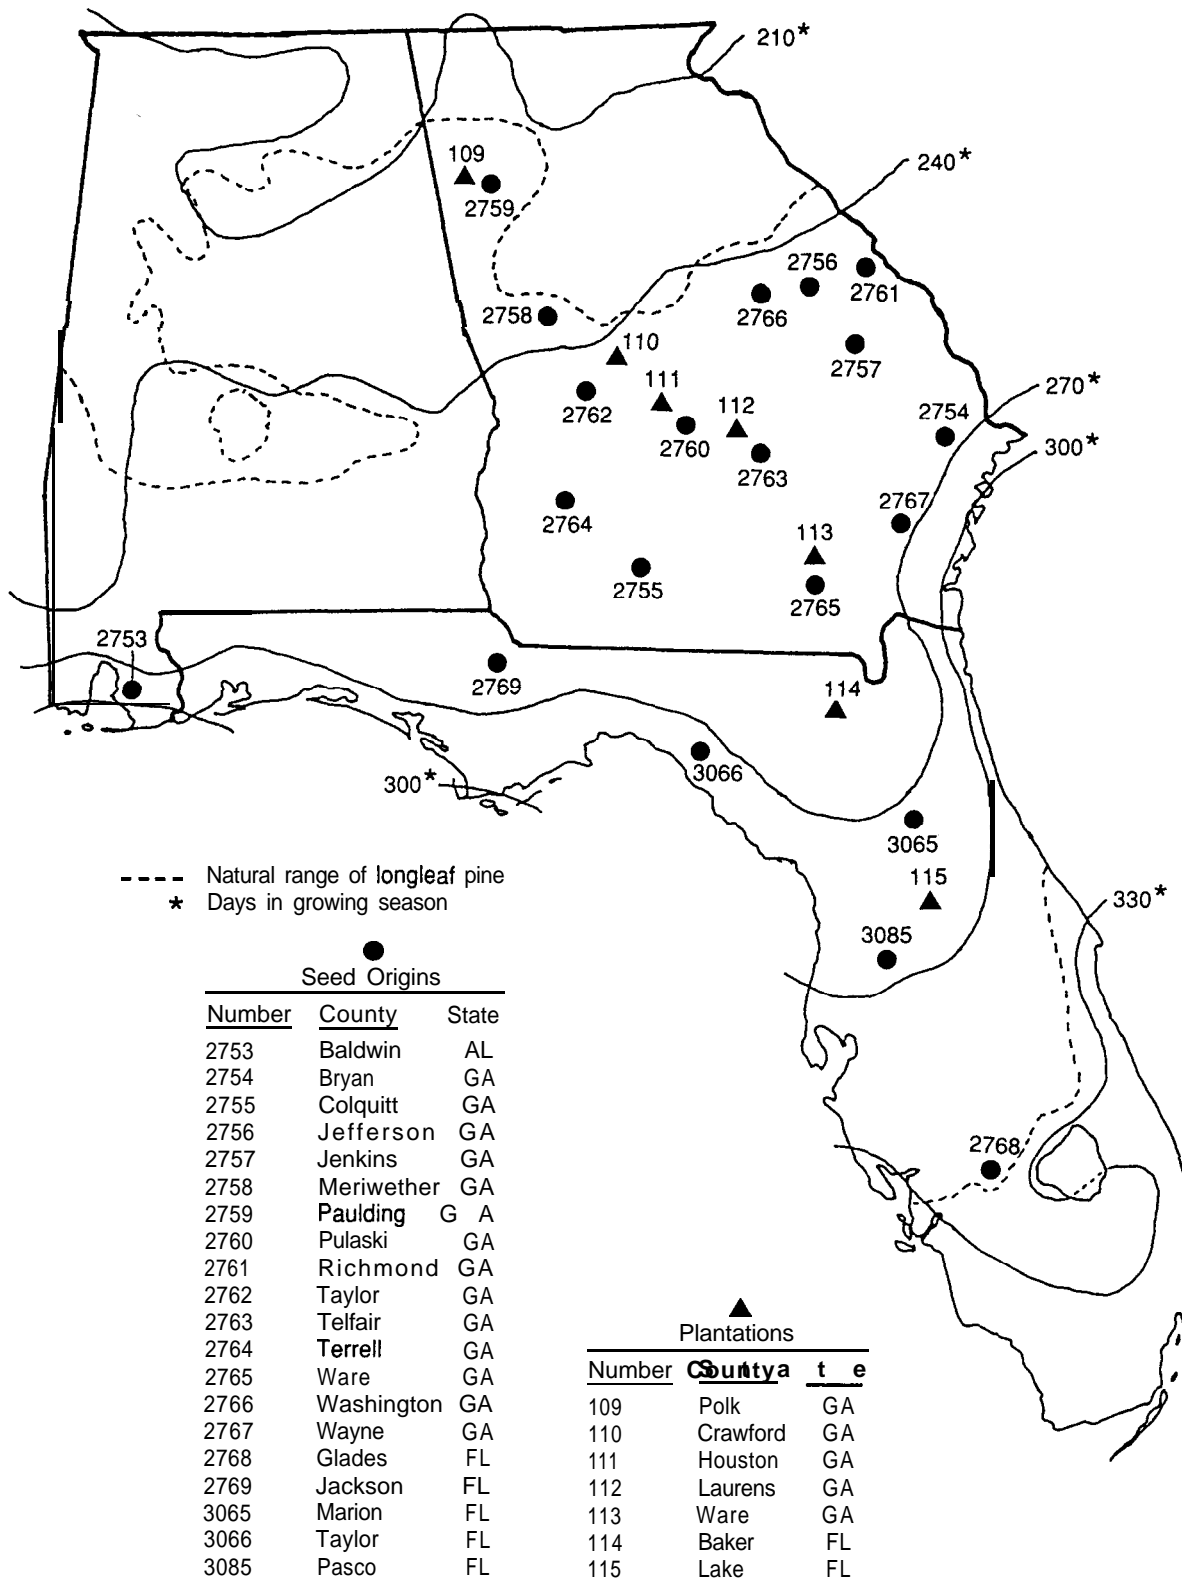 210*
240*
109
2759
2756
2761
2766
2758
110
2757
111
2762
112
270*
2754
2760
300*
2763
2767
2764
113
2755
2765
2753
2769
114
3066
300*
3065
115
330*
3085
2768
Natural range of longleaf pine
* Days in growing season
Seed Origins
Number County State
2753 Baldwin AL
2754 Bryan GA
2755 Colquitt GA
2756 Jefferson GA
2757 Jenkins GA
2758 Meriwether GA
2759 Paulding G A
2760 Pulaski GA
2761 Richmond GA
2762 Taylor GA
2763 Telfair GA
2764 Terrell GA
2765 Ware GA
2766 Washington GA
2767 Wayne GA
2768 Glades FL
2769 Jackson FL
3065 Marion FL
3066 Taylor FL
3085 Pasco FL
Plantations
Number County State
109 Polk GA
110 Crawford GA
111 Houston GA
112 Laurens GA
113 Ware GA
114 Baker FL
115 Lake FL